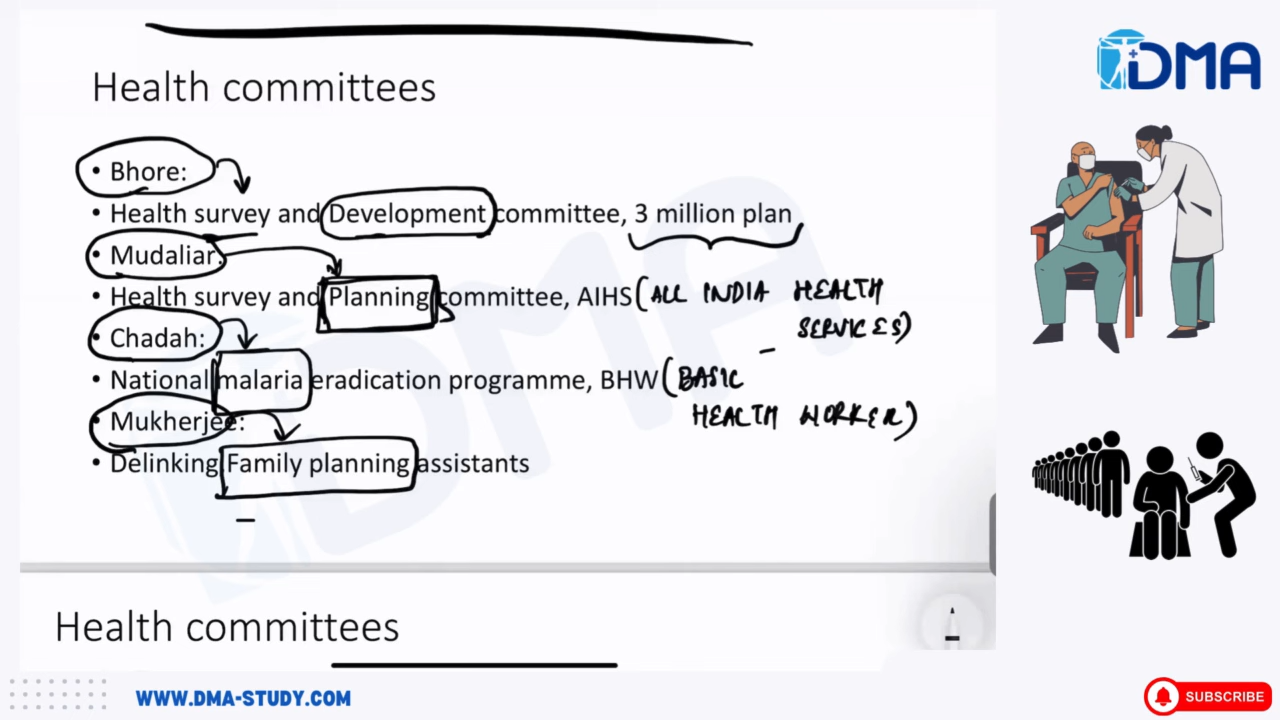 Health committees
DMA
• Bhore:
• Health survey and Development committee, 3 million plan
• Mudaliar:
• Health survey and Planning committee, AIHS (ALL INDIA HEALTH
SERVICES)
• Chadah:
• National malaria eradication programme, BHW (BASIC
HEALTH WORKER)
• Mukherjee:
• Delinking Family planning assistants
DMA
Health committees
WWW.DMA-STUDY.COM
SUBSCRIBE